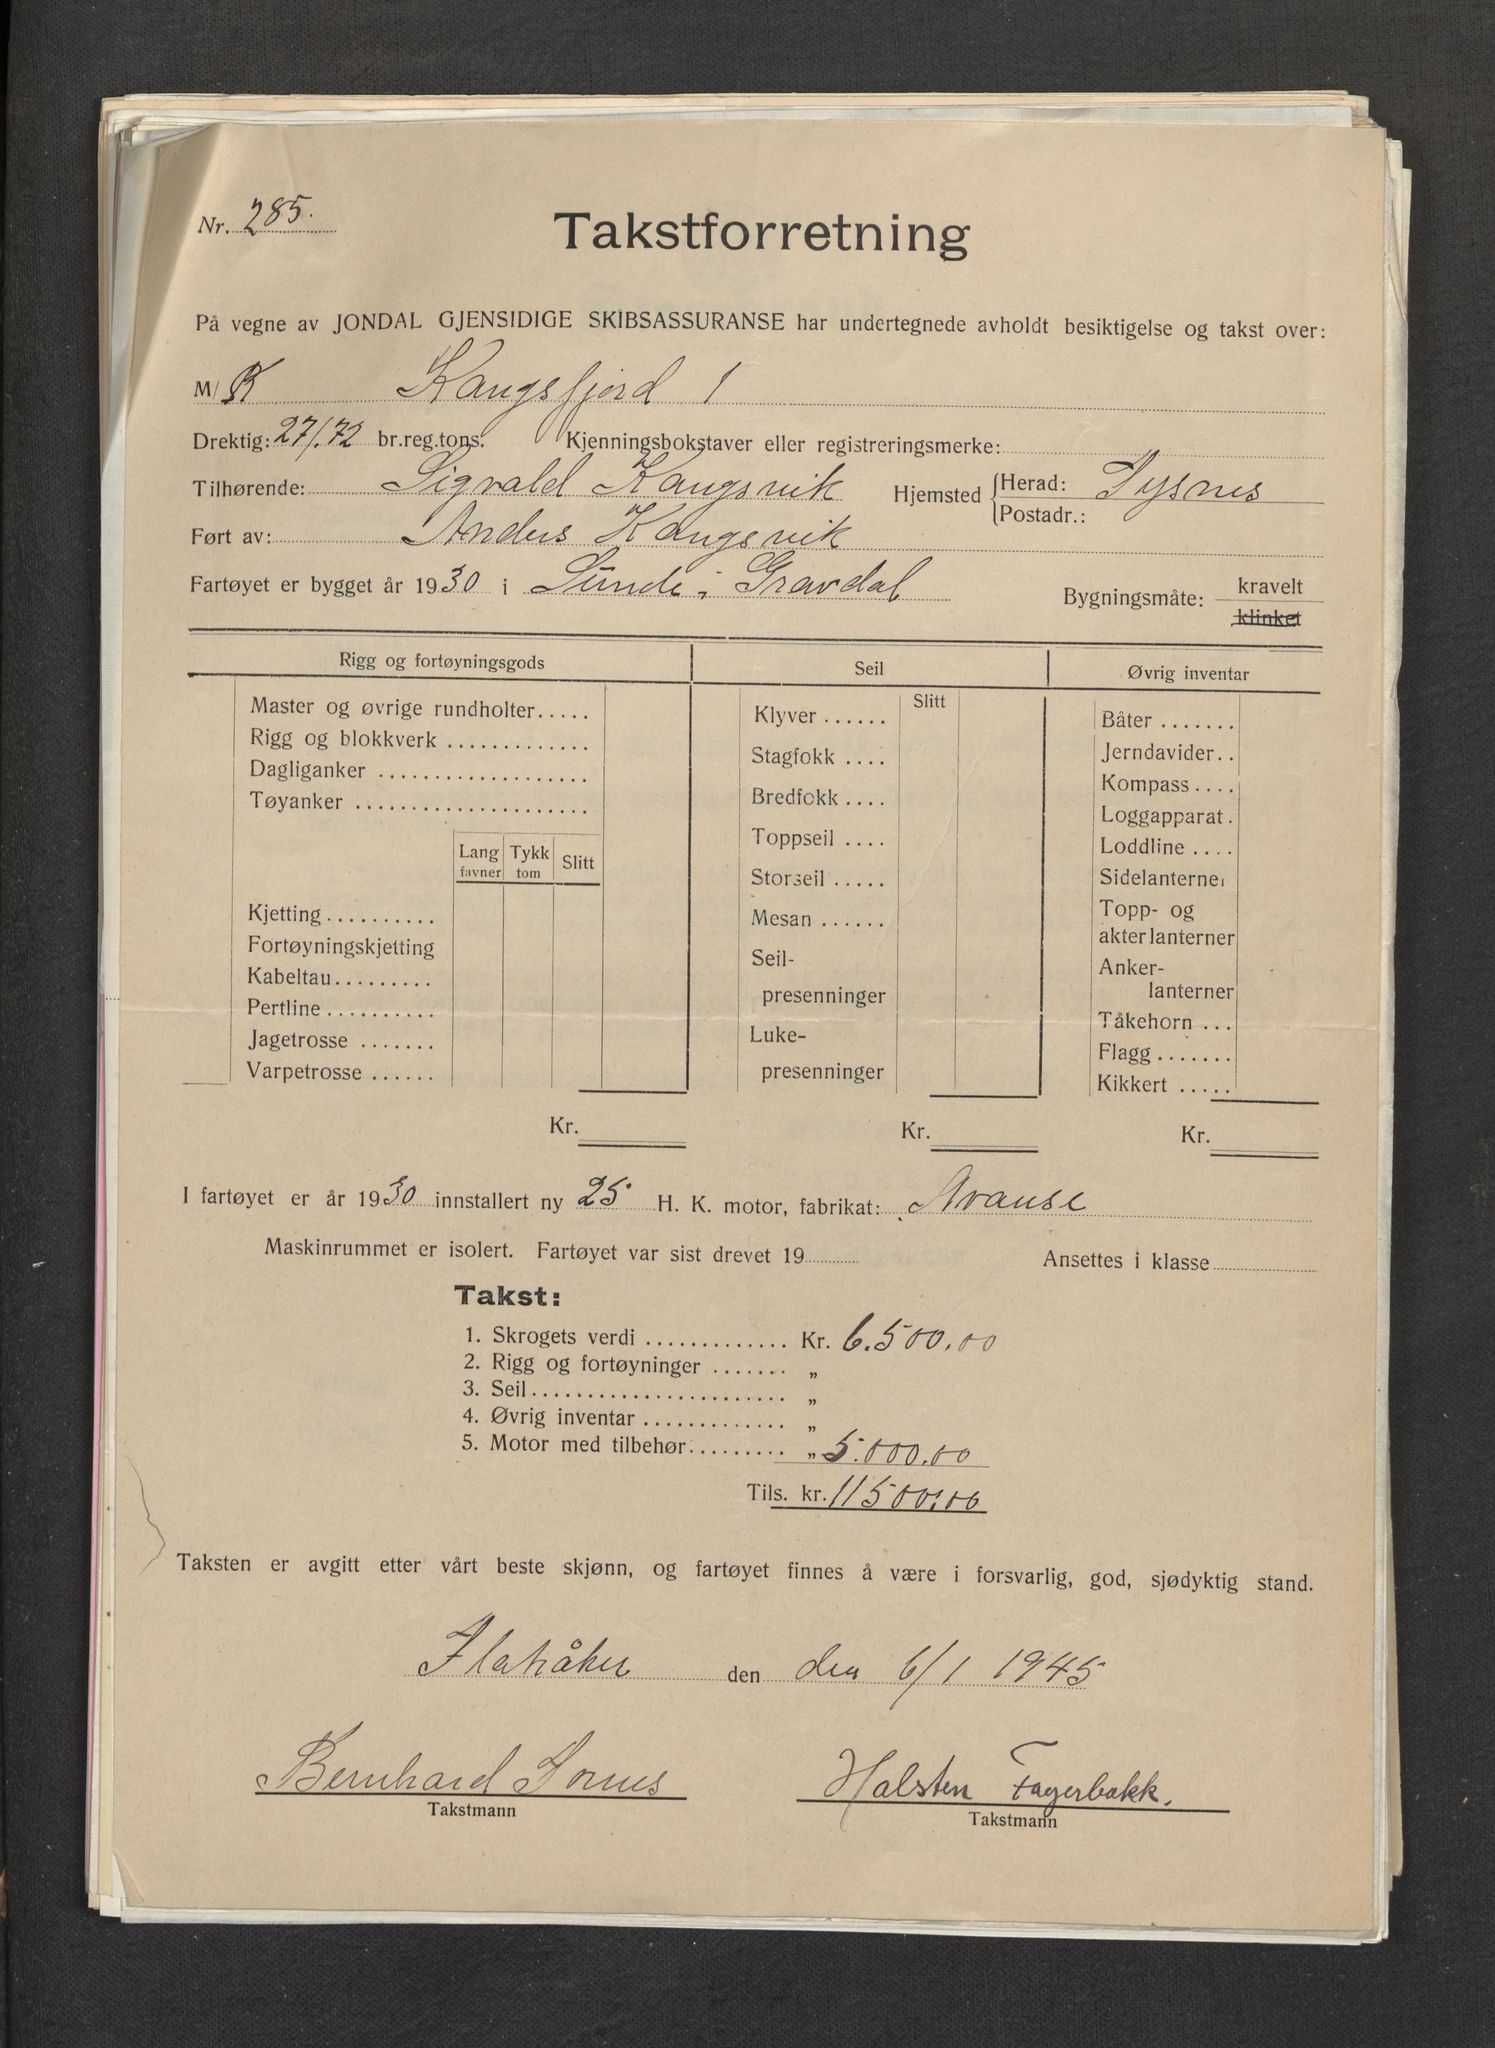 Nr. 285.
Takstforretning
På vegne av JONDAL GJENSIDIGE SKIBSASSURANSE har undertegnede avholdt besiktigelse og takst over:
M/K Kangsfjord 1
Drektig: 27/.72 br.reg.tons. Kjenningsbokstaver eller registreringsmerke:
Tilhørende: Sigvald Kangsvik Hjemsted Herad: Tysnes
Postadr.:
Ført av: Anders Kangsvik
Fartøyet er bygget år 1930 i Sunde i Gravdal Bygningsmåte: kravelt
klinket
Rigg og fortøyningsgods
Master og øvrige rundholter.....
Rigg og blokkverk .............
Dagliganker ...................
Tøyanker ......................
Lang favner Tykk tom Slitt
Kjetting..........
Fortøyningskjetting
Kabeltau.........
Pertline..........
Jagetrosse .......
Varpetrosse ......
Kr.
Seil
Slitt
Klyver ......
Stagfokk ....
Bredfokk ....
Toppseil ....
Storseil .....
Mesan ......
Seil-
presenninger
Luke-
presenninger
Kr.
Øvrig inventar
Båter .......
Jerndavider..
Kompass ....
Loggapparat.
Loddline ....
Sidelanterner
Topp- og
akterlanterner
Anker-
lanterner
Tåkehorn ...
Flagg .......
Kikkert .....
Kr.
I fartøyet er år 1930 innstallert ny 25 H. K. motor, fabrikat: Avanse
Maskinrummet er isolert. Fartøyet var sist drevet 19 Ansettes i klasse
Takst:
1. Skrogets verdi ............. Kr. 6.500.00
2. Rigg og fortøyninger ....... „
3. Seil....................... „
4. Øvrig inventar ............. „
5. Motor med tilbehør......... „ 5.000.00
Tils. kr. 11500.00
Taksten er avgitt etter vårt beste skjønn, og fartøyet finnes å være i forsvarlig, god, sjødyktig stand.
Flatråker den den 6/1 1945
Bernhard
Takstmann
Halsten Fagerbakk.
Takstmann